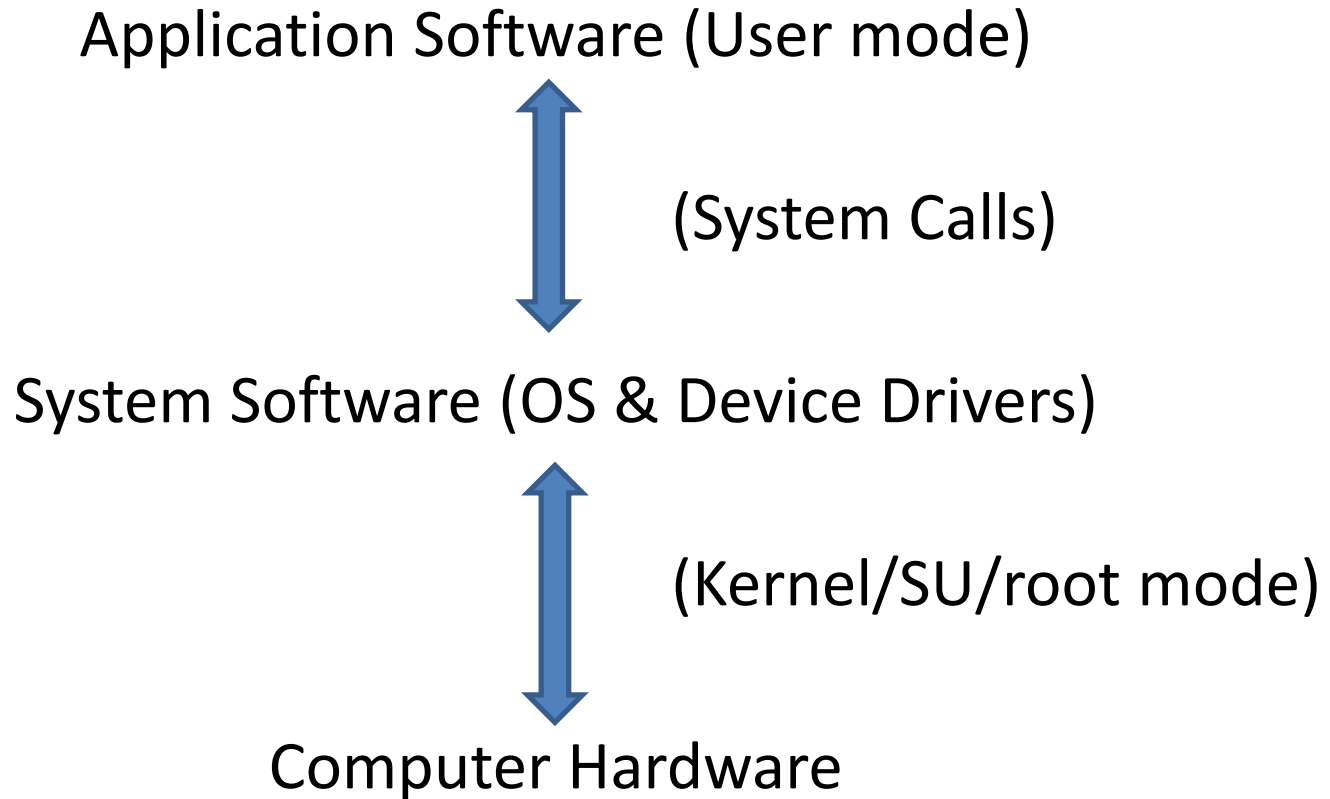 Application Software (User mode)
(System Calls)
System Software (OS & Device Drivers)
(Kernel/SU/root mode)
Computer Hardware